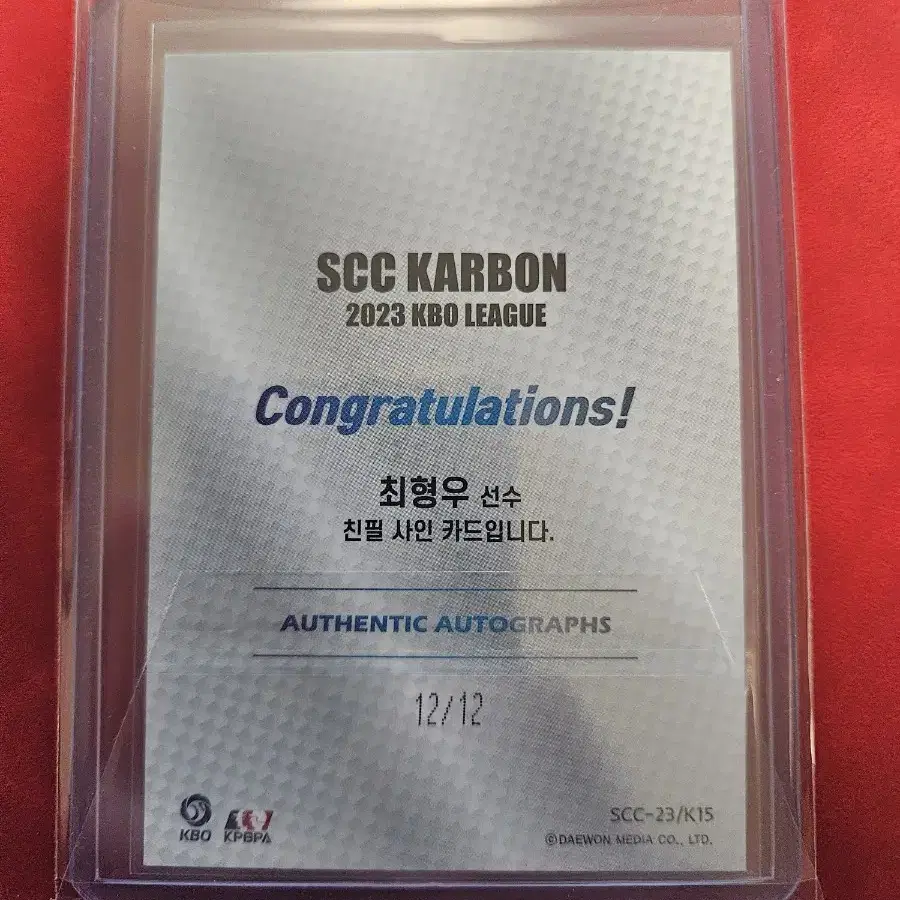 SCC KARBON
2023 KBO LEAGUE
Congratulations!
최형우 선수
친필 사인 카드입니다.
AUTHENTIC AUTOGRAPHS
12/12
KBO KPBPA
SCC-23/K15
©DAEWON MEDIA CO., LTD.